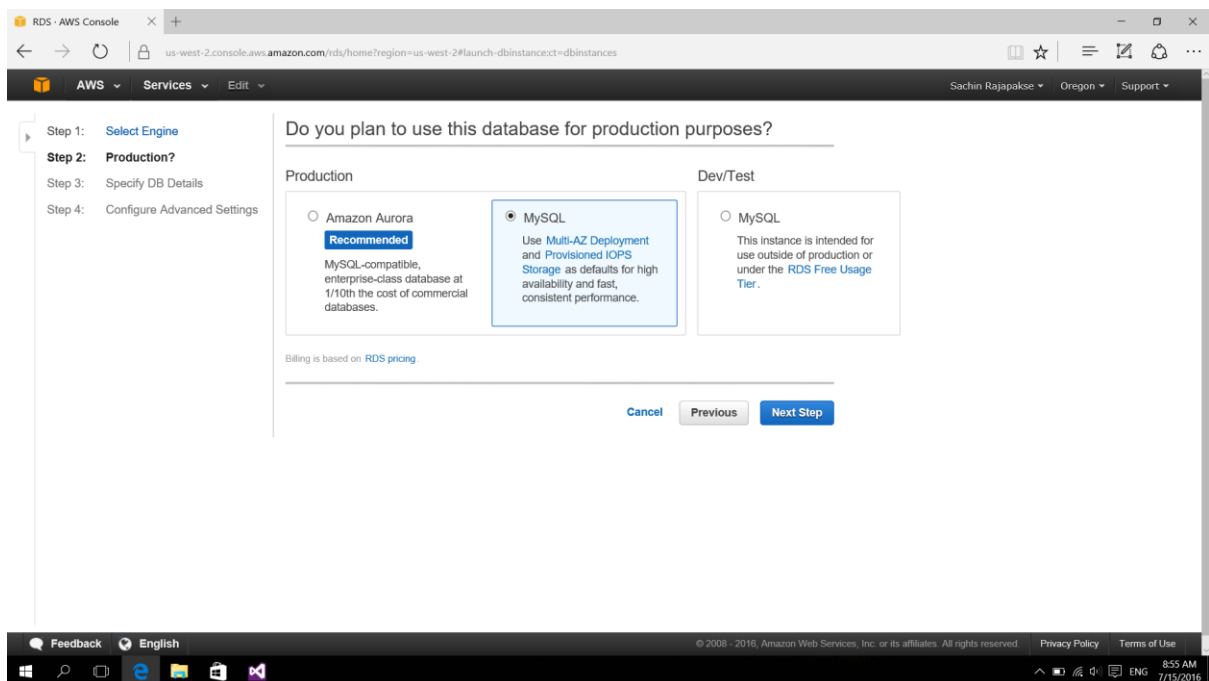 RDS · AWS Console
us-west-2.console.aws.amazon.com/rds/home?region=us-west-2#launch-dbinstance:ct=dbinstances
AWS Services Edit Sachin Rajapakse Oregon Support
Step 1: Select Engine
Step 2: Production?
Step 3: Specify DB Details
Step 4: Configure Advanced Settings
Do you plan to use this database for production purposes?
Production
Amazon Aurora
Recommended
MySQL-compatible,
enterprise-class database at
1/10th the cost of commercial
databases.
MySQL
Use Multi-AZ Deployment
and Provisioned IOPS
Storage as defaults for high
availability and fast,
consistent performance.
Dev/Test
MySQL
This instance is intended for
use outside of production or
under the RDS Free Usage
Tier.
Billing is based on RDS pricing.
Cancel Previous Next Step
Feedback English © 2008 - 2016, Amazon Web Services, Inc. or its affiliates. All rights reserved. Privacy Policy Terms of Use
ENG 8:55 AM
7/15/2016